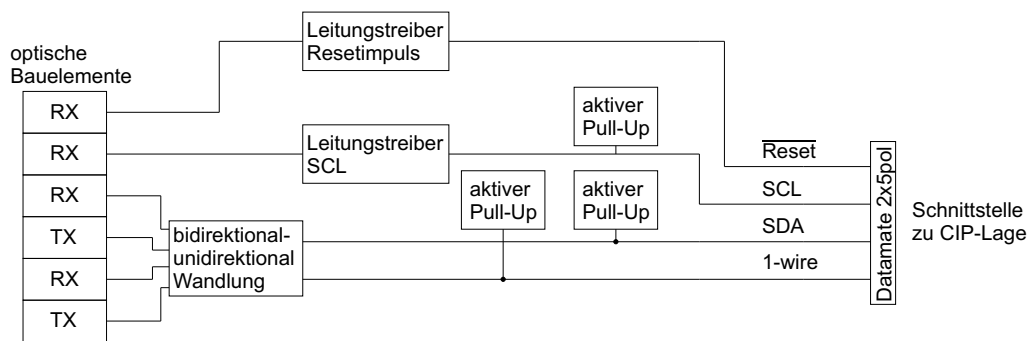 optische
Bauelemente
RX
RX
RX
TX
RX
TX
Leitungstreiber
Resetimpuls
Leitungstreiber
SCL
bidirektional-
unidirektional
Wandlung
aktiver
Pull-Up
aktiver
Pull-Up
aktiver
Pull-Up
Reset
SCL
SDA
1-wire
Datamate 2x5pol
Schnittstelle
zu CIP-Lage